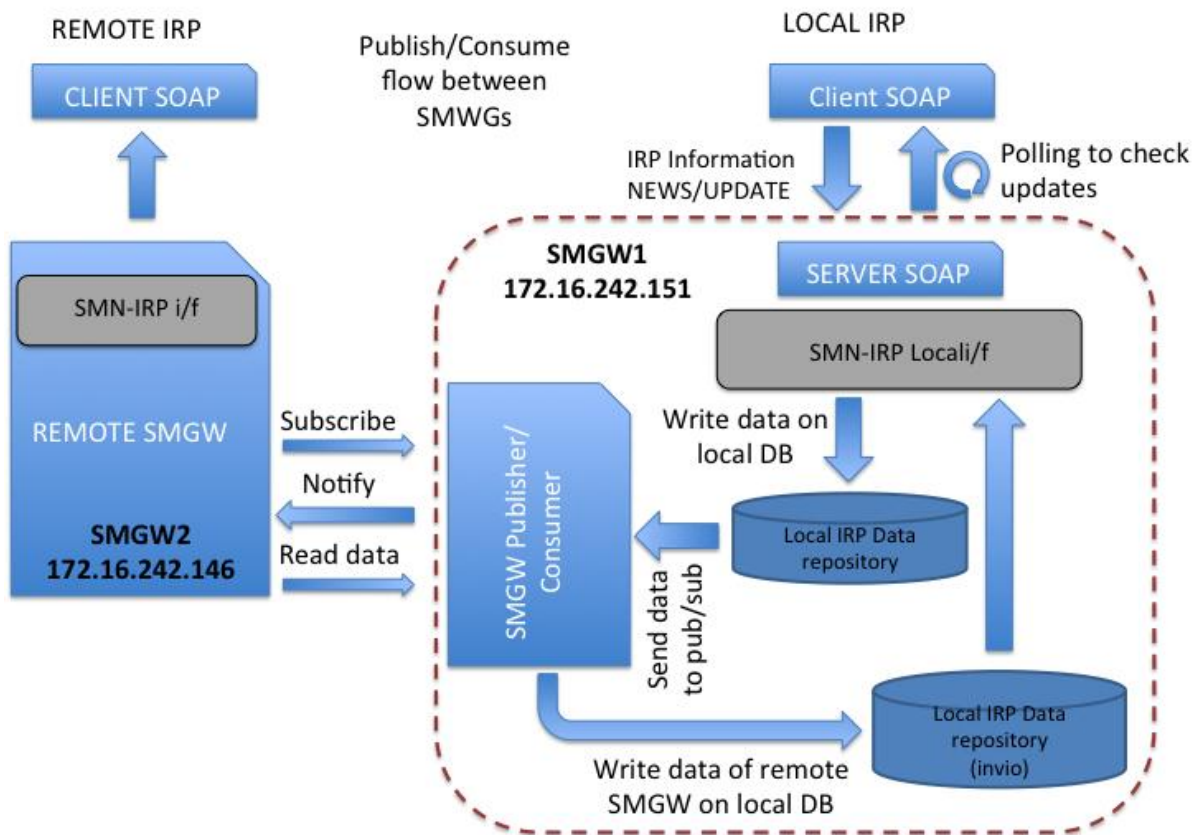 REMOTE IRP
CLIENT SOAP
Publish/Consume
flow between
SMWGs
LOCAL IRP
Client SOAP
IRP Information
NEWS/UPDATE
Polling to check
updates
SMN-IRP i/f
REMOTE SMGW
SMGW2
172.16.242.146
Subscribe
Notify
Read data
SMGW1
172.16.242.151
SERVER SOAP
SMN-IRP Locali/f
Write data on
local DB
SMGW Publisher/
Consumer
Send data
to pub/sub
Local IRP Data
repository
Local IRP Data
repository
(invio)
Write data of remote
SMGW on local DB